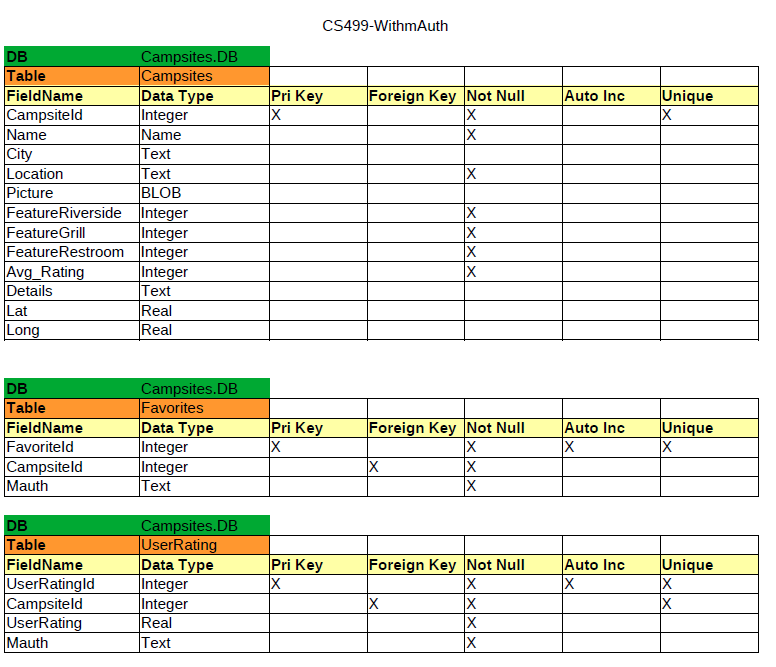 CS499-WithmAuth
DB Campsites.DB
Table Campsites
FieldName Data Type Pri Key Foreign Key Not Null Auto Inc Unique
CampsiteId Integer X X X
Name Name X
City Text
Location Text X
Picture BLOB
FeatureRiverside Integer X
FeatureGrill Integer X
FeatureRestroom Integer X
Avg_Rating Integer X
Details Text
Lat Real
Long Real
DB Campsites.DB
Table Favorites
FieldName Data Type Pri Key Foreign Key Not Null Auto Inc Unique
FavoriteId Integer X X X X
CampsiteId Integer X X
Mauth Text X
DB Campsites.DB
Table UserRating
FieldName Data Type Pri Key Foreign Key Not Null Auto Inc Unique
UserRatingId Integer X X X X
CampsiteId Integer X X X
UserRating Real X
Mauth Text X